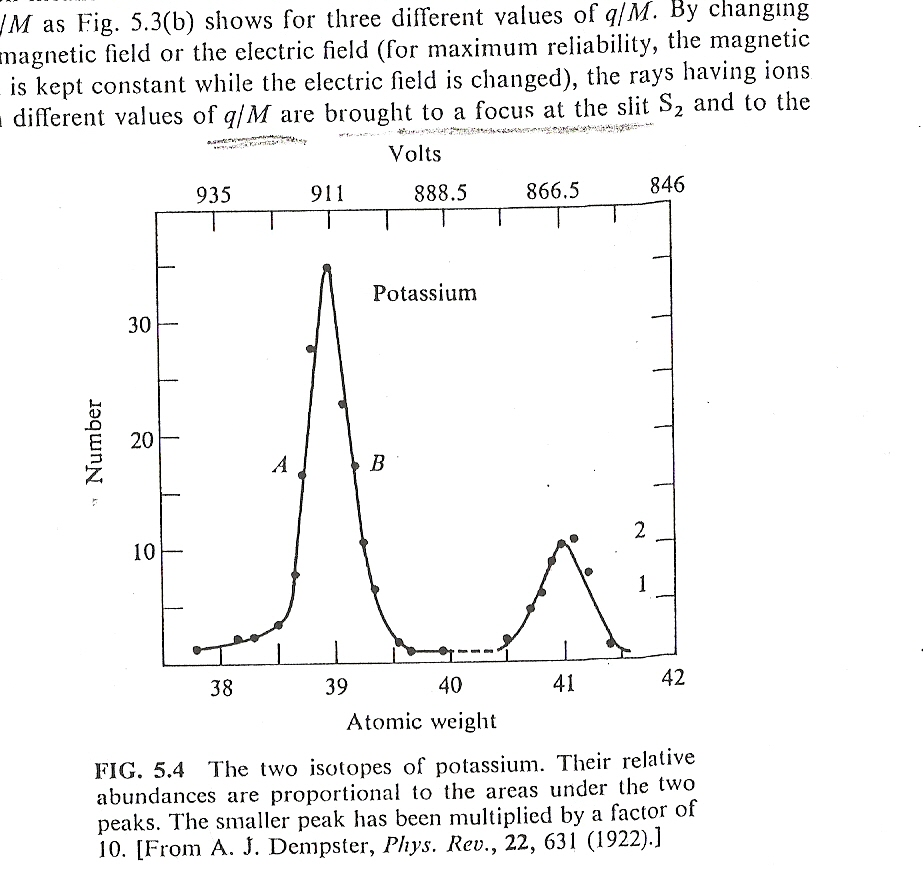 /M as Fig. 5.3(b) shows for three different values of q/M. By changing
magnetic field or the electric field (for maximum reliability, the magnetic
is kept constant while the electric field is changed), the rays having ions
different values of q/M are brought to a focus at the slit S₂ and to the
Volts
935 911 888.5 866.5 846
Potassium
30
20
10
Number
A B
2
1
38 39 40 41 42
Atomic weight
FIG. 5.4 The two isotopes of potassium. Their relative
abundances are proportional to the areas under the two
peaks. The smaller peak has been multiplied by a factor of
10. [From A. J. Dempster, Phys. Rev., 22, 631 (1922).]